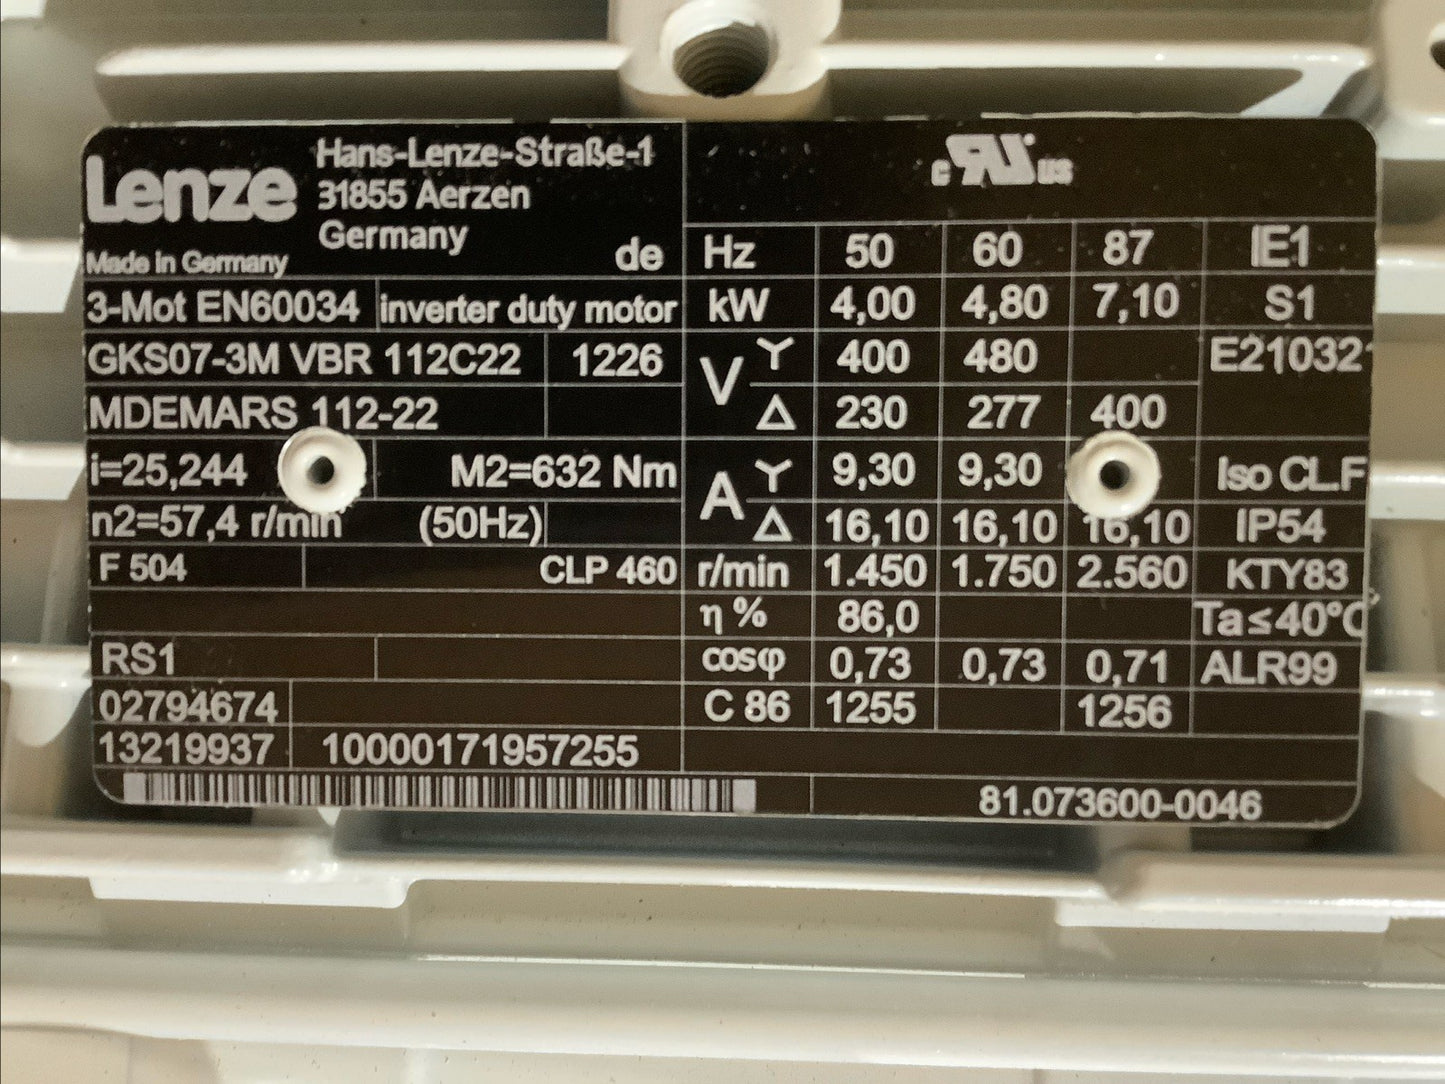 Lenze
Hans-Lenze-Straße-1
31855 Aerzen
Germany
Made in Germany
de
3-Mot EN60034 inverter duty motor
GKS07-3M VBR 112C22 1226
MDEMARS 112-22
i=25,244 M2=632 Nm
n2=57,4 r/min (50Hz)
F 504 CLP 460
RS1
02794674
13219937 10000171957255
c RU us
Hz 50 60 87 IE1
kW 4,00 4,80 7,10 S1
V Y 400 480 E210321
Δ 230 277 400
A Y 9,30 9,30 Iso CL.F
Δ 16,10 16,10 16,10 IP54
r/min 1.450 1.750 2.560 KTY83
η % 86,0 Ta≤40°C
cosφ 0,73 0,73 0,71 ALR99
C 86 1255 1256
81.073600-0046